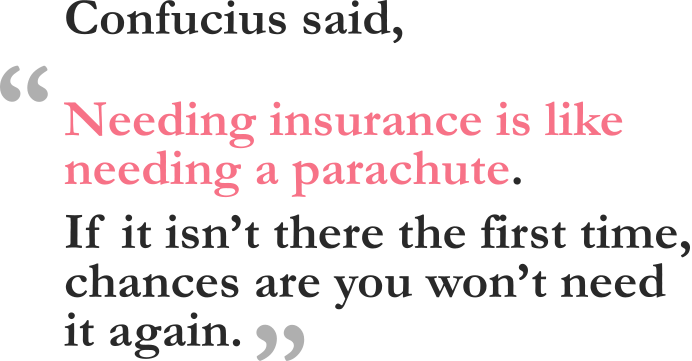 Confucius said,
“
Needing insurance is like
needing a parachute.
If it isn’t there the first time,
chances are you won’t need
it again. ”